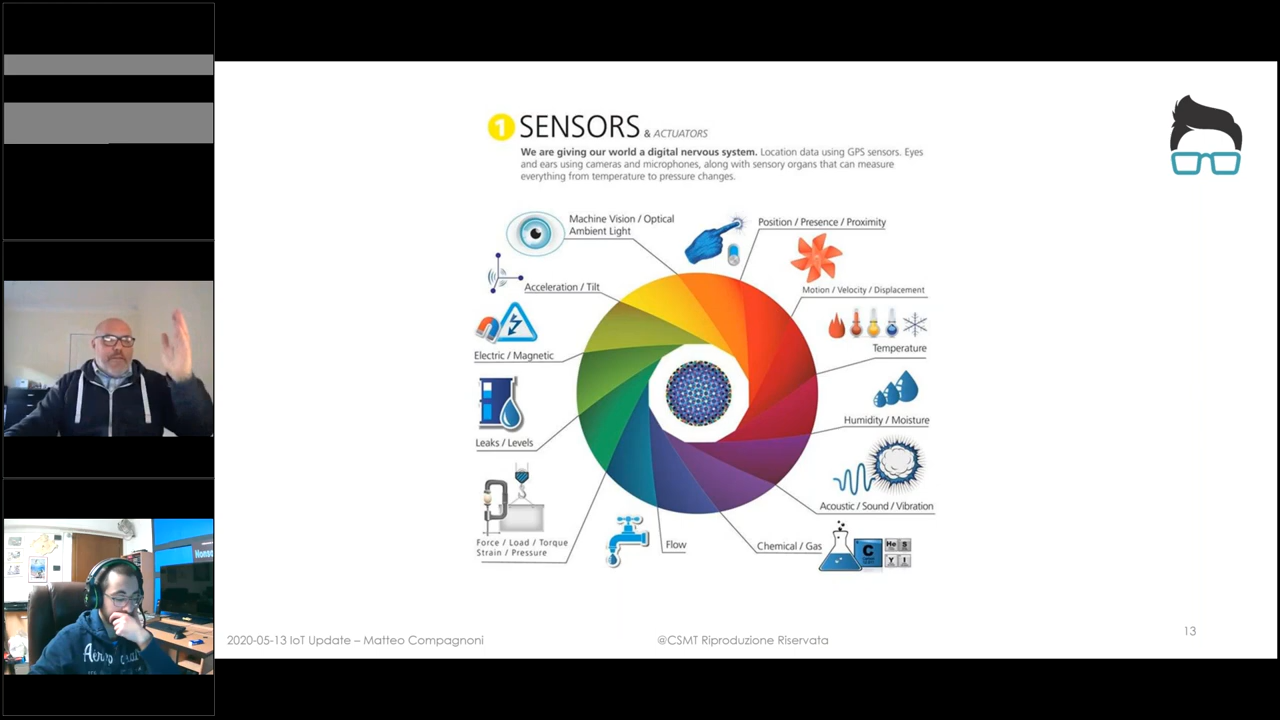 1 SENSORS & ACTUATORS
We are giving our world a digital nervous system. Location data using GPS sensors. Eyes
and ears using cameras and microphones, along with sensory organs that can measure
everything from temperature to pressure changes.
Machine Vision / Optical
Ambient Light
Position / Presence / Proximity
Acceleration / Tilt
Motion / Velocity / Displacement
Electric / Magnetic
Temperature
Leaks / Levels
Humidity / Moisture
Acoustic / Sound / Vibration
Force / Load / Torque
Strain / Pressure
Flow
Chemical / Gas
C
He S
Y I
2020-05-13 IoT Update – Matteo Compagnoni
@CSMT Riproduzione Riservata
13